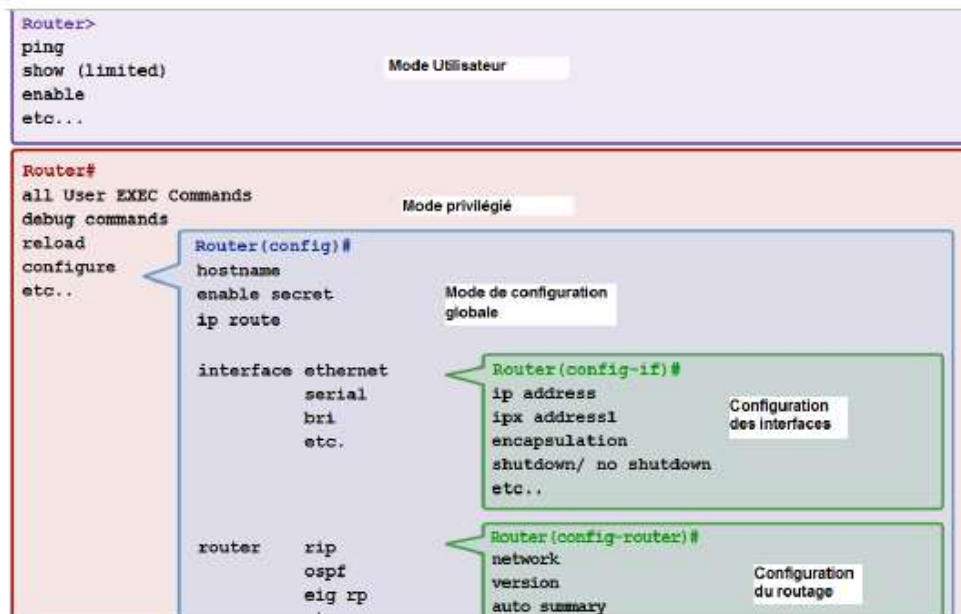 Router>
ping
show (limited)
enable
etc...
Mode Utilisateur
Router#
all User EXEC Commands
debug commands
reload
configure
etc..
Mode privilégié
Router(config)#
hostname
enable secret
ip route
Mode de configuration
globale
interface ethernet
serial
bri
etc.
Router(config-if)#
ip address
ipx address1
encapsulation
shutdown/ no shutdown
etc..
Configuration
des interfaces
router rip
ospf
eig rp
Router(config-router)#
network
version
auto summary
Configuration
du routage